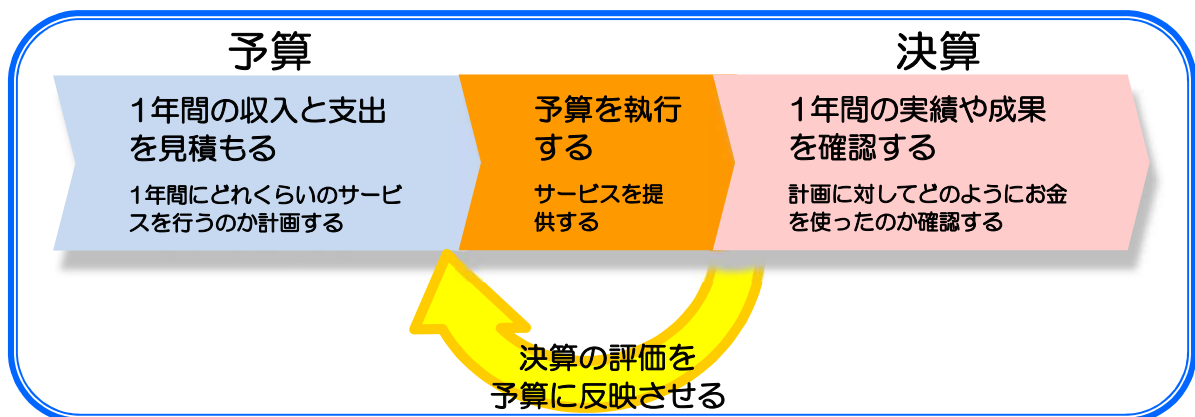 予算
決算
1年間の収入と支出
を見積もる
1年間にどれくらいのサービ
スを行うのか計画する
予算を執行
する
サービスを提
供する
1年間の実績や成果
を確認する
計画に対してどのようにお金
を使ったのか確認する
決算の評価を
予算に反映させる